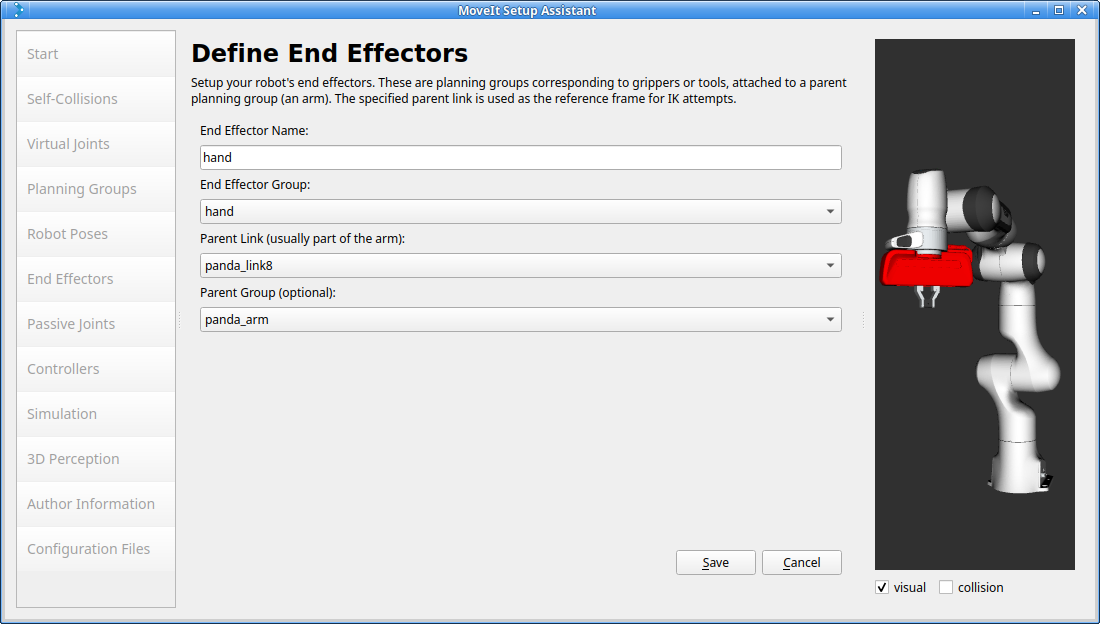 MoveIt Setup Assistant
Start
Self-Collisions
Virtual Joints
Planning Groups
Robot Poses
End Effectors
Passive Joints
Controllers
Simulation
3D Perception
Author Information
Configuration Files
Define End Effectors
Setup your robot's end effectors. These are planning groups corresponding to grippers or tools, attached to a parent
planning group (an arm). The specified parent link is used as the reference frame for IK attempts.
End Effector Name:
hand
End Effector Group:
hand
Parent Link (usually part of the arm):
panda_link8
Parent Group (optional):
panda_arm
Save
Cancel
visual
collision